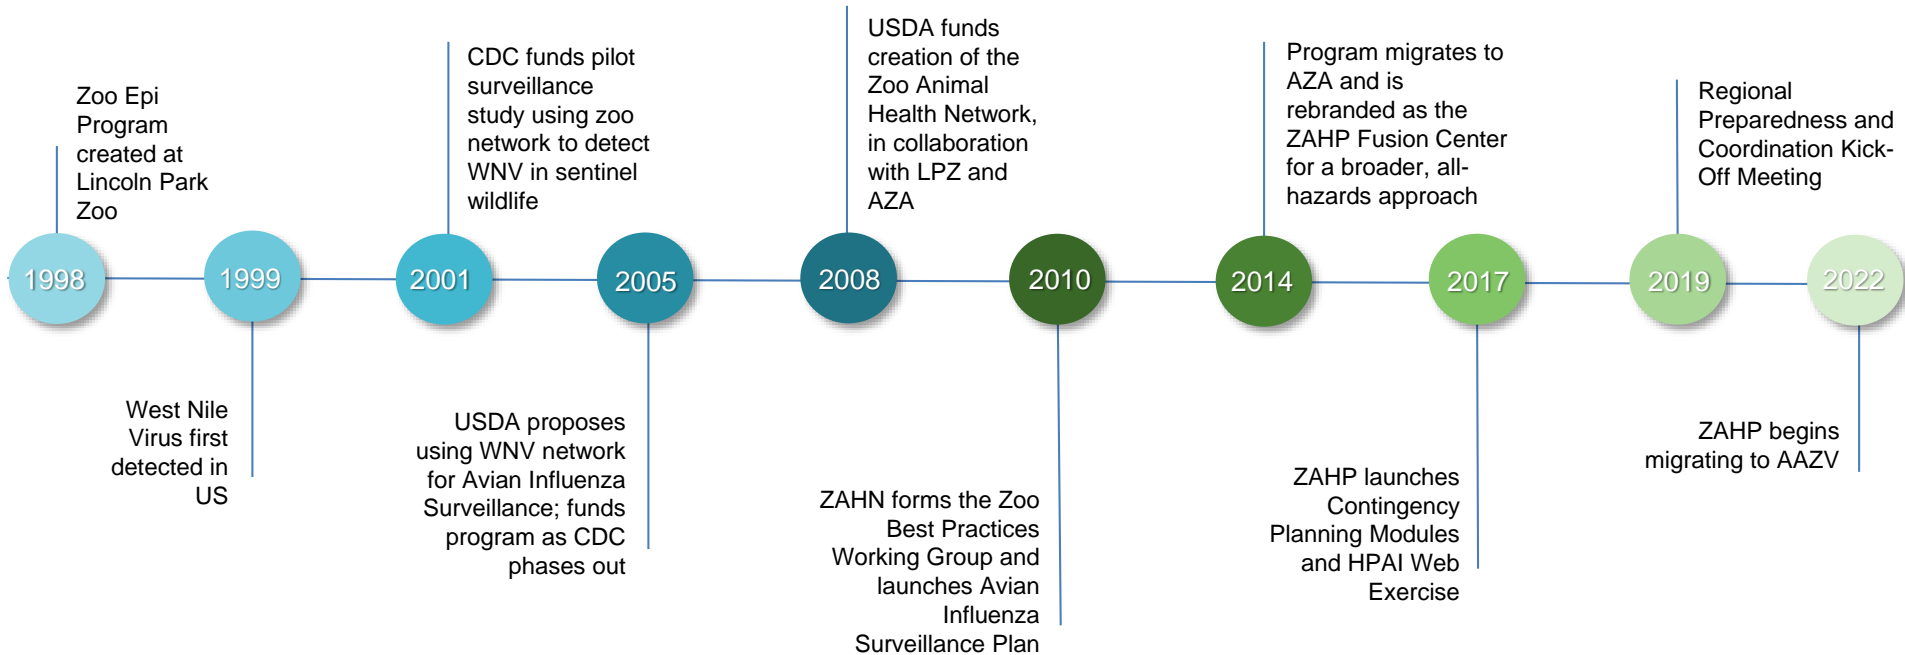 Zoo Epi
Program
created at
Lincoln Park
Zoo
1998
West Nile
Virus first
detected in
US
1999
CDC funds pilot
surveillance
study using zoo
network to detect
WNV in sentinel
wildlife
2001
USDA proposes
using WNV network
for Avian Influenza
Surveillance; funds
program as CDC
phases out
2005
USDA funds
creation of the
Zoo Animal
Health Network,
in collaboration
with LPZ and
AZA
2008
ZAHN forms the Zoo
Best Practices
Working Group and
launches Avian
Influenza
Surveillance Plan
2010
Program migrates to
AZA and is
rebranded as the
ZAHP Fusion Center
for a broader, all-
hazards approach
2014
ZAHP launches
Contingency
Planning Modules
and HPAI Web
Exercise
2017
Regional
Preparedness and
Coordination Kick-
Off Meeting
2019
ZAHP begins
migrating to AAZV
2022